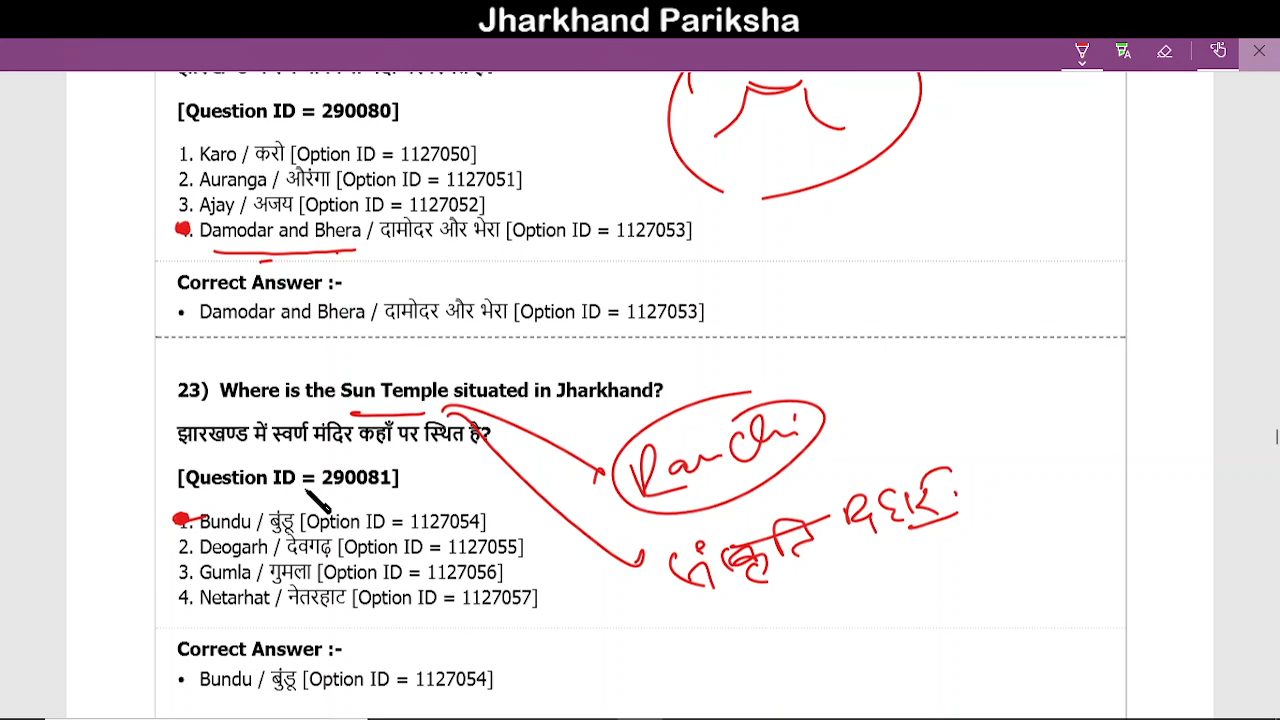 Jharkhand Pariksha
[Question ID = 290080]
1. Karo / करो [Option ID = 1127050]
2. Auranga / औरंगा [Option ID = 1127051]
3. Ajay / अजय [Option ID = 1127052]
4. Damodar and Bhera / दामोदर और भेरा [Option ID = 1127053]
Correct Answer :-
• Damodar and Bhera / दामोदर और भेरा [Option ID = 1127053]
23) Where is the Sun Temple situated in Jharkhand?
झारखण्ड में स्वर्ण मंदिर कहाँ पर स्थित है?
Ranchi
[Question ID = 290081]
संस्कृति
1. Bundu / बुंडू [Option ID = 1127054]
2. Deogarh / देवगढ़ [Option ID = 1127055]
3. Gumla / गुमला [Option ID = 1127056]
4. Netarhat / नेतरहाट [Option ID = 1127057]
Correct Answer :-
• Bundu / बुंडू [Option ID = 1127054]